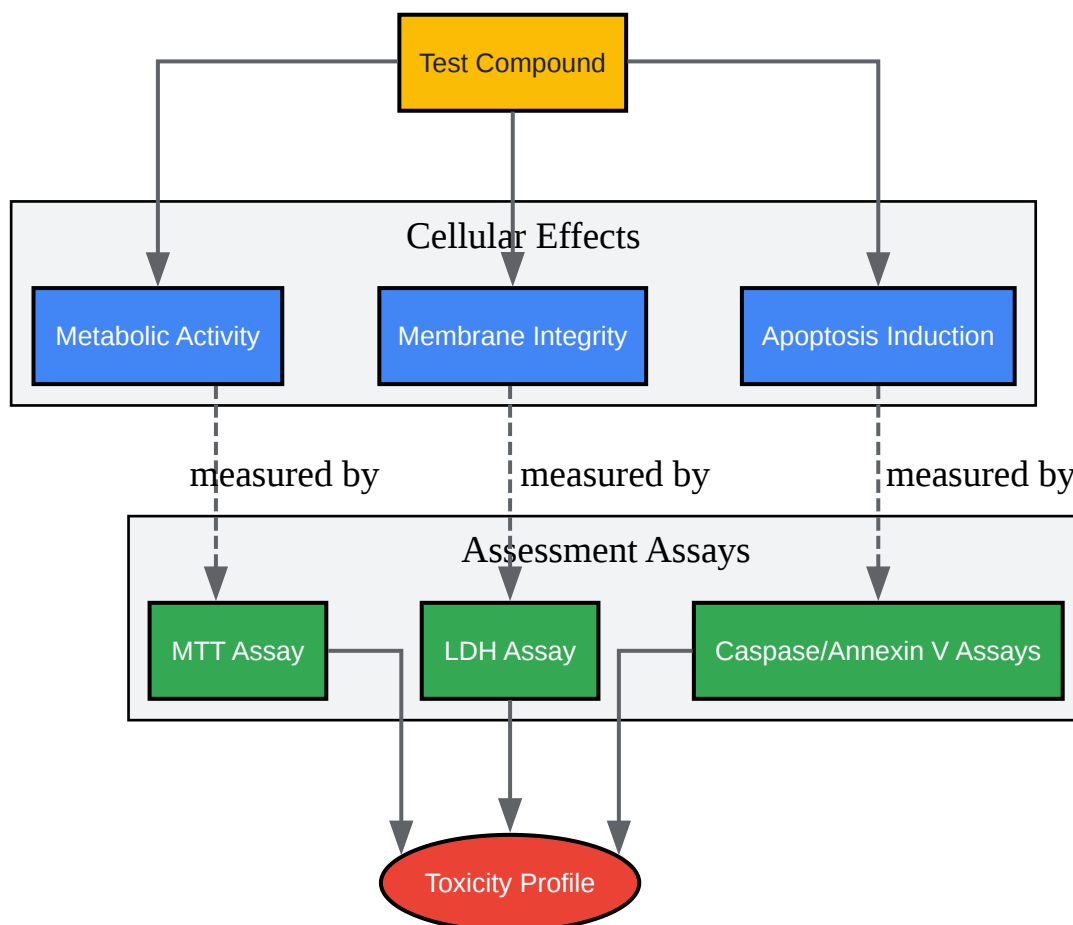 Test Compound
Cellular Effects
Metabolic Activity
Membrane Integrity
Apoptosis Induction
measured by
measured by
measured by
Assessment Assays
MTT Assay
LDH Assay
Caspase/Annexin V Assays
Toxicity Profile